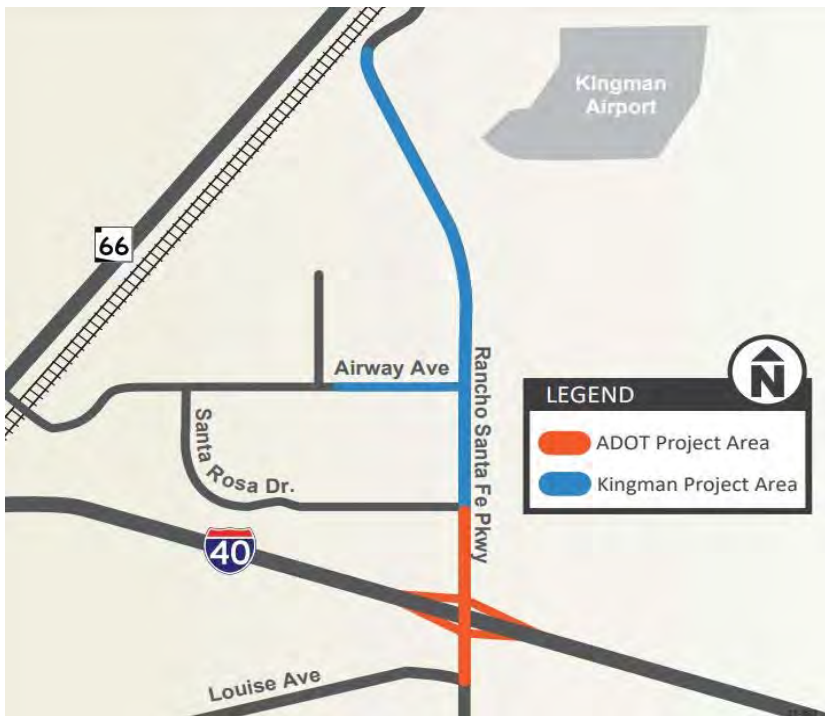 Kingman
Airport
66
Airway Ave
Rancho Santa Fe Pkwy
N
LEGEND
ADOT Project Area
Kingman Project Area
Santa Rosa Dr.
40
Louise Ave